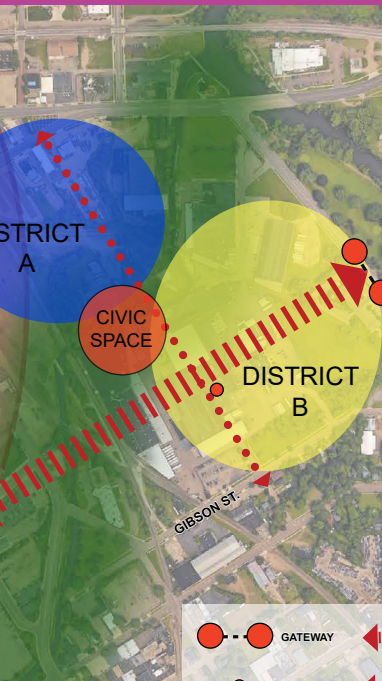 STRICT
A
CIVIC
SPACE
DISTRICT
B
GIBSON ST.
GATEWAY